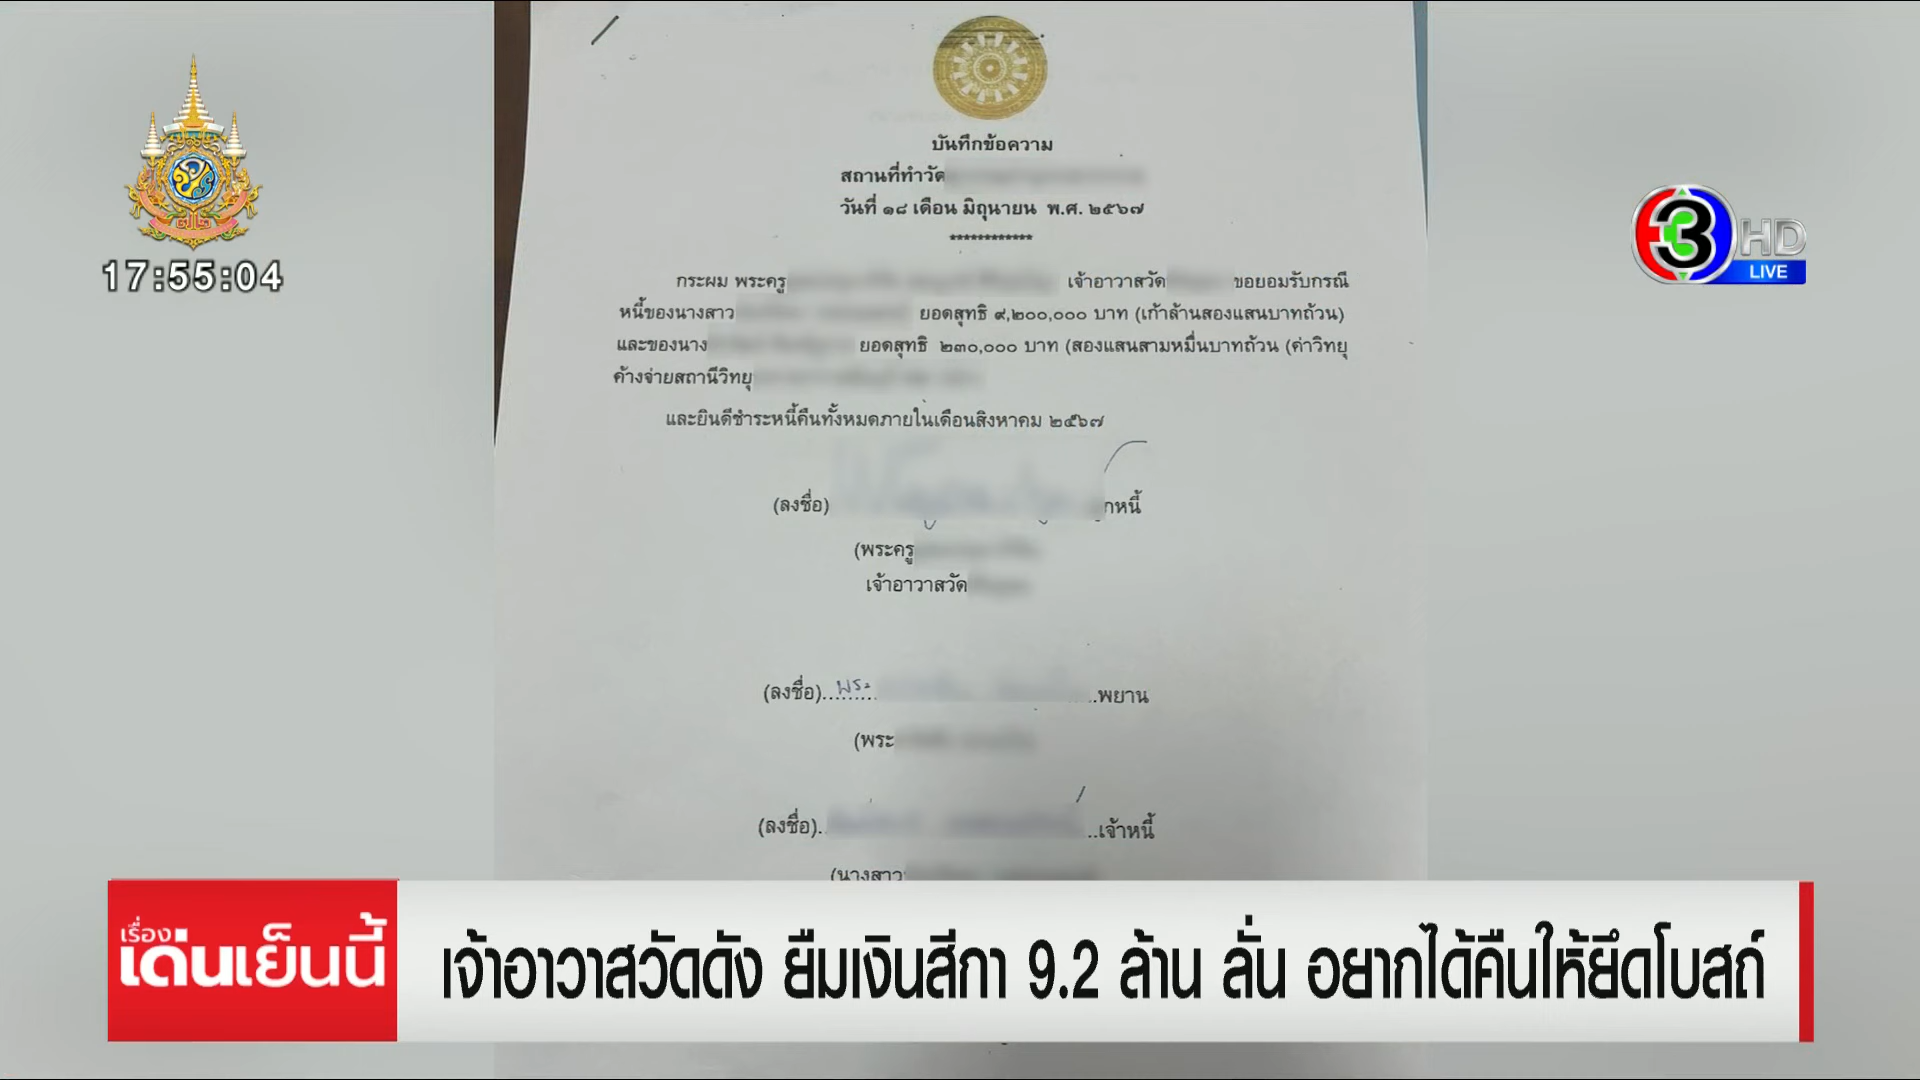 บันทึกข้อความ
สถานที่ทำวัด
วันที่ ๑๘ เดือน มิถุนายน พ.ศ. ๒๕๖๗
************
กระผม พระครู เจ้าอาวาสวัด ขอยอมรับกรณี
หนี้ของนางสาว ยอดสุทธิ ๙,๒๐๐,๐๐๐ บาท (เก้าล้านสองแสนบาทถ้วน)
และของนาง ยอดสุทธิ ๒๓๐,๐๐๐ บาท (สองแสนสามหมื่นบาทถ้วน (ค่าวิทยุ
ค้างจ่ายสถานีวิทยุ
และยินดีชำระหนี้คืนทั้งหมดภายในเดือนสิงหาคม ๒๕๖๗
(ลงชื่อ) กหนี้
(พระครู
เจ้าอาวาสวัด
(ลงชื่อ)..พระ..พยาน
(พระ
(ลงชื่อ)....เจ้าหนี้
(นางสาว
๗๒
17:55:04
3 HD
LIVE
เรื่อง
เด่นเย็นนี้
เจ้าอาวาสวัดดัง ยืมเงินสีกา 9.2 ล้าน ลั่น อยากได้คืนให้ยึดโบสถ์